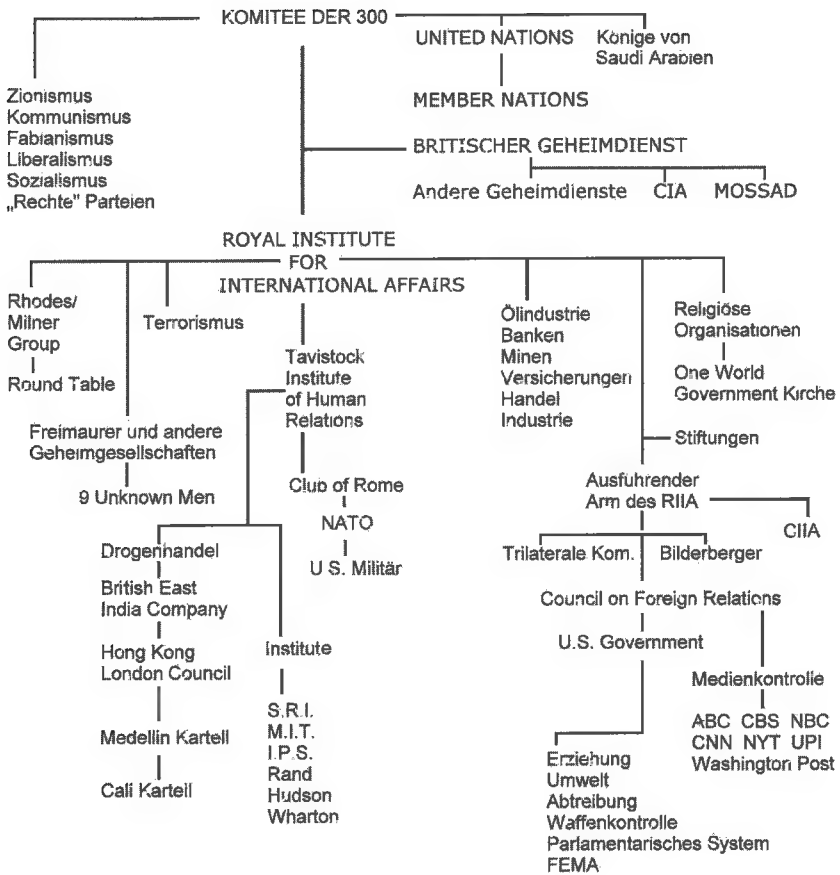 KOMITEE DER 300
UNITED NATIONS
Könige von
Saudi Arabien
MEMBER NATIONS
Zionismus
Kommunismus
Fabianismus
Liberalismus
Sozialismus
„Rechte" Parteien
BRITISCHER GEHEIMDIENST
Andere Geheimdienste CIA MOSSAD
ROYAL INSTITUTE
FOR
INTERNATIONAL AFFAIRS
Rhodes/
Milner
Group
Round Table
Terrorismus
Freimaurer und andere
Geheimgesellschaften
9 Unknown Men
Tavistock
Institute
of Human
Relations
Club of Rome
NATO
U S. Militär
Drogenhandel
British East
India Company
Hong Kong
London Council
Medellin Kartell
Cali Kartell
Institute
S.R.I.
M.I.T.
I.P.S.
Rand
Hudson
Wharton
Ölindustrie
Banken
Minen
Versicherungen
Handel
Industrie
Religiöse
Organisationen
One World
Government Kirche
Stiftungen
Ausführender
Arm des RIIA
CIIA
Trilaterale Kom. Bilderberger
Council on Foreign Relations
U.S. Government
Medienkontrolle
ABC CBS NBC
CNN NYT UPI
Washington Post
Erziehung
Umwelt
Abtreibung
Waffenkontrolle
Parlamentarisches System
FEMA